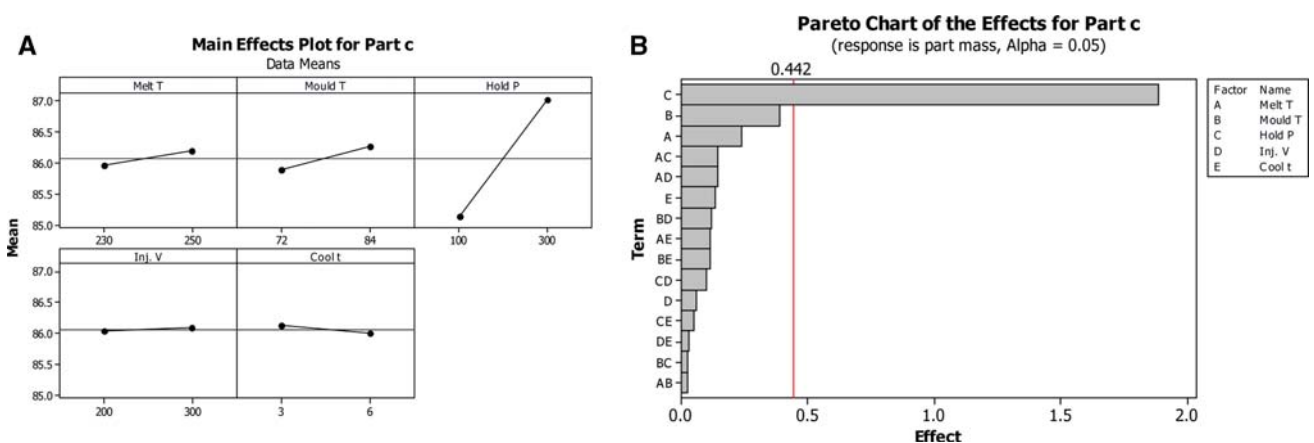 A
Main Effects Plot for Part c
Data Means
Melt T Mould T Hold P
87.0
86.5
86.0
85.5
85.0
230 250 72 84 100 300
Inj. V Cool t
87.0
86.5
86.0
85.5
85.0
200 300 3 6
Mean
B
Pareto Chart of the Effects for Part c
(response is part mass, Alpha = 0.05)
0.442
C
B
A
AC
AD
E
BD
AE
BE
CD
D
CE
DE
BC
AB
Term
0.0 0.5 1.0 1.5 2.0
Effect
Factor Name
A Melt T
B Mould T
C Hold P
D Inj. V
E Cool t